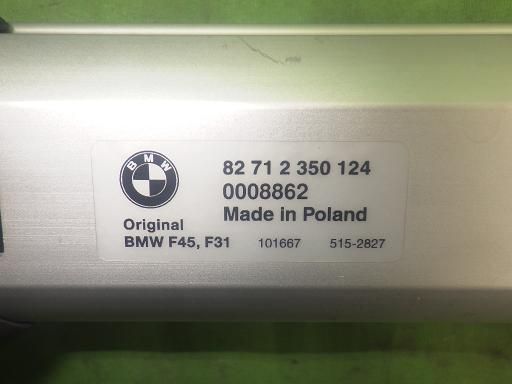 BMW
82 71 2 350 124
0008862
Made in Poland
Original
BMW F45, F31 101667 515-2827